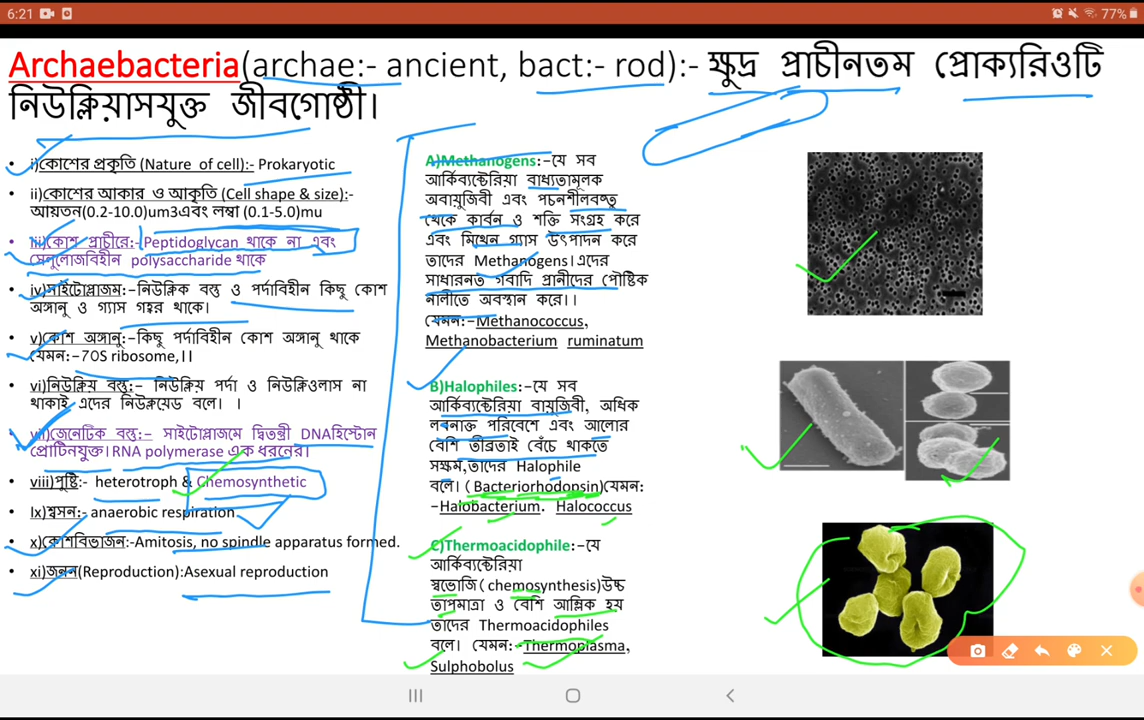 6:21
77%
Archaebacteria(archae:- ancient, bact:- rod):- ক্ষুদ্র প্রাচীনতম প্রোক্যরিওটি
নিউক্লিয়াসযুক্ত জীবগোষ্ঠী।
• i)কোশের প্রকৃতি (Nature of cell):- Prokaryotic
• ii)কোশের আকার ও আকৃতি (Cell shape & size):-
আয়তন(0.2-10.0)um3এবং লম্বা (0.1-5.0)mu
• iii)কোশ প্রাচীরে:- Peptidoglycan থাকে না এবং
সেলুলোজবিহীন polysaccharide থাকে
• iv)সাইটোপ্লাজম:-নিউক্লিক বস্তু ও পর্দাবিহীন কিছু কোশ
অঙ্গানু ও গ্যাস গহ্বর থাকে।
• v)কোশ অঙ্গানু:-কিছু পর্দাবিহীন কোশ অঙ্গানু থাকে
যেমন:-70S ribosome,।।
• vi)নিউক্লিয় বস্তু:- নিউক্লিয় পর্দা ও নিউক্লিওলাস না
থাকাই এদের নিউক্লয়েড বলে। ।
• vii)জেনেটিক বস্তু:- সাইটোপ্লাজমে দ্বিতন্ত্রী DNAহিস্টোন
প্রোটিনযুক্ত। RNA polymerase এক ধরনের।
• viii)পুষ্টি:- heterotroph & Chemosynthetic
• Ix)শ্বসন:- anaerobic respiration
• x)কোশবিভাজন:-Amitosis, no spindle apparatus formed.
• xi)জনন(Reproduction):Asexual reproduction
A)Methanogens:-যে সব
আর্কিব্যক্টেরিয়া বাধ্যতামূলক
অবায়ুজিবী এবং পচনশীলবস্তু
থেকে কার্বন ও শক্তি সংগ্রহ করে
এবং মিথেন গ্যাস উৎপাদন করে
তাদের Methanogens।এদের
সাধারনত গবাদি প্রানীদের পৌষ্টিক
নালীতে অবস্থান করে।।
যেমন:-Methanococcus,
Methanobacterium ruminatum
B)Halophiles:-যে সব
আর্কিব্যক্টেরিয়া বায়ুজিবী, অধিক
লবনাক্ত পরিবেশে এবং আলোর
বেশি তীব্রতাই বেঁচে থাকতে
সক্ষম,তাদের Halophile
বলে। ( Bacteriorhodonsin)যেমন:
-Halobacterium. Halococcus
C)Thermoacidophile:-যে
আর্কিব্যক্টেরিয়া
স্বভোজি(chemosynthesis)উষ্ণ
তাপমাত্রা ও বেশি আম্লিক হয়
তাদের Thermoacidophiles
বলে। যেমন:-Thermoplasma,
Sulphobolus